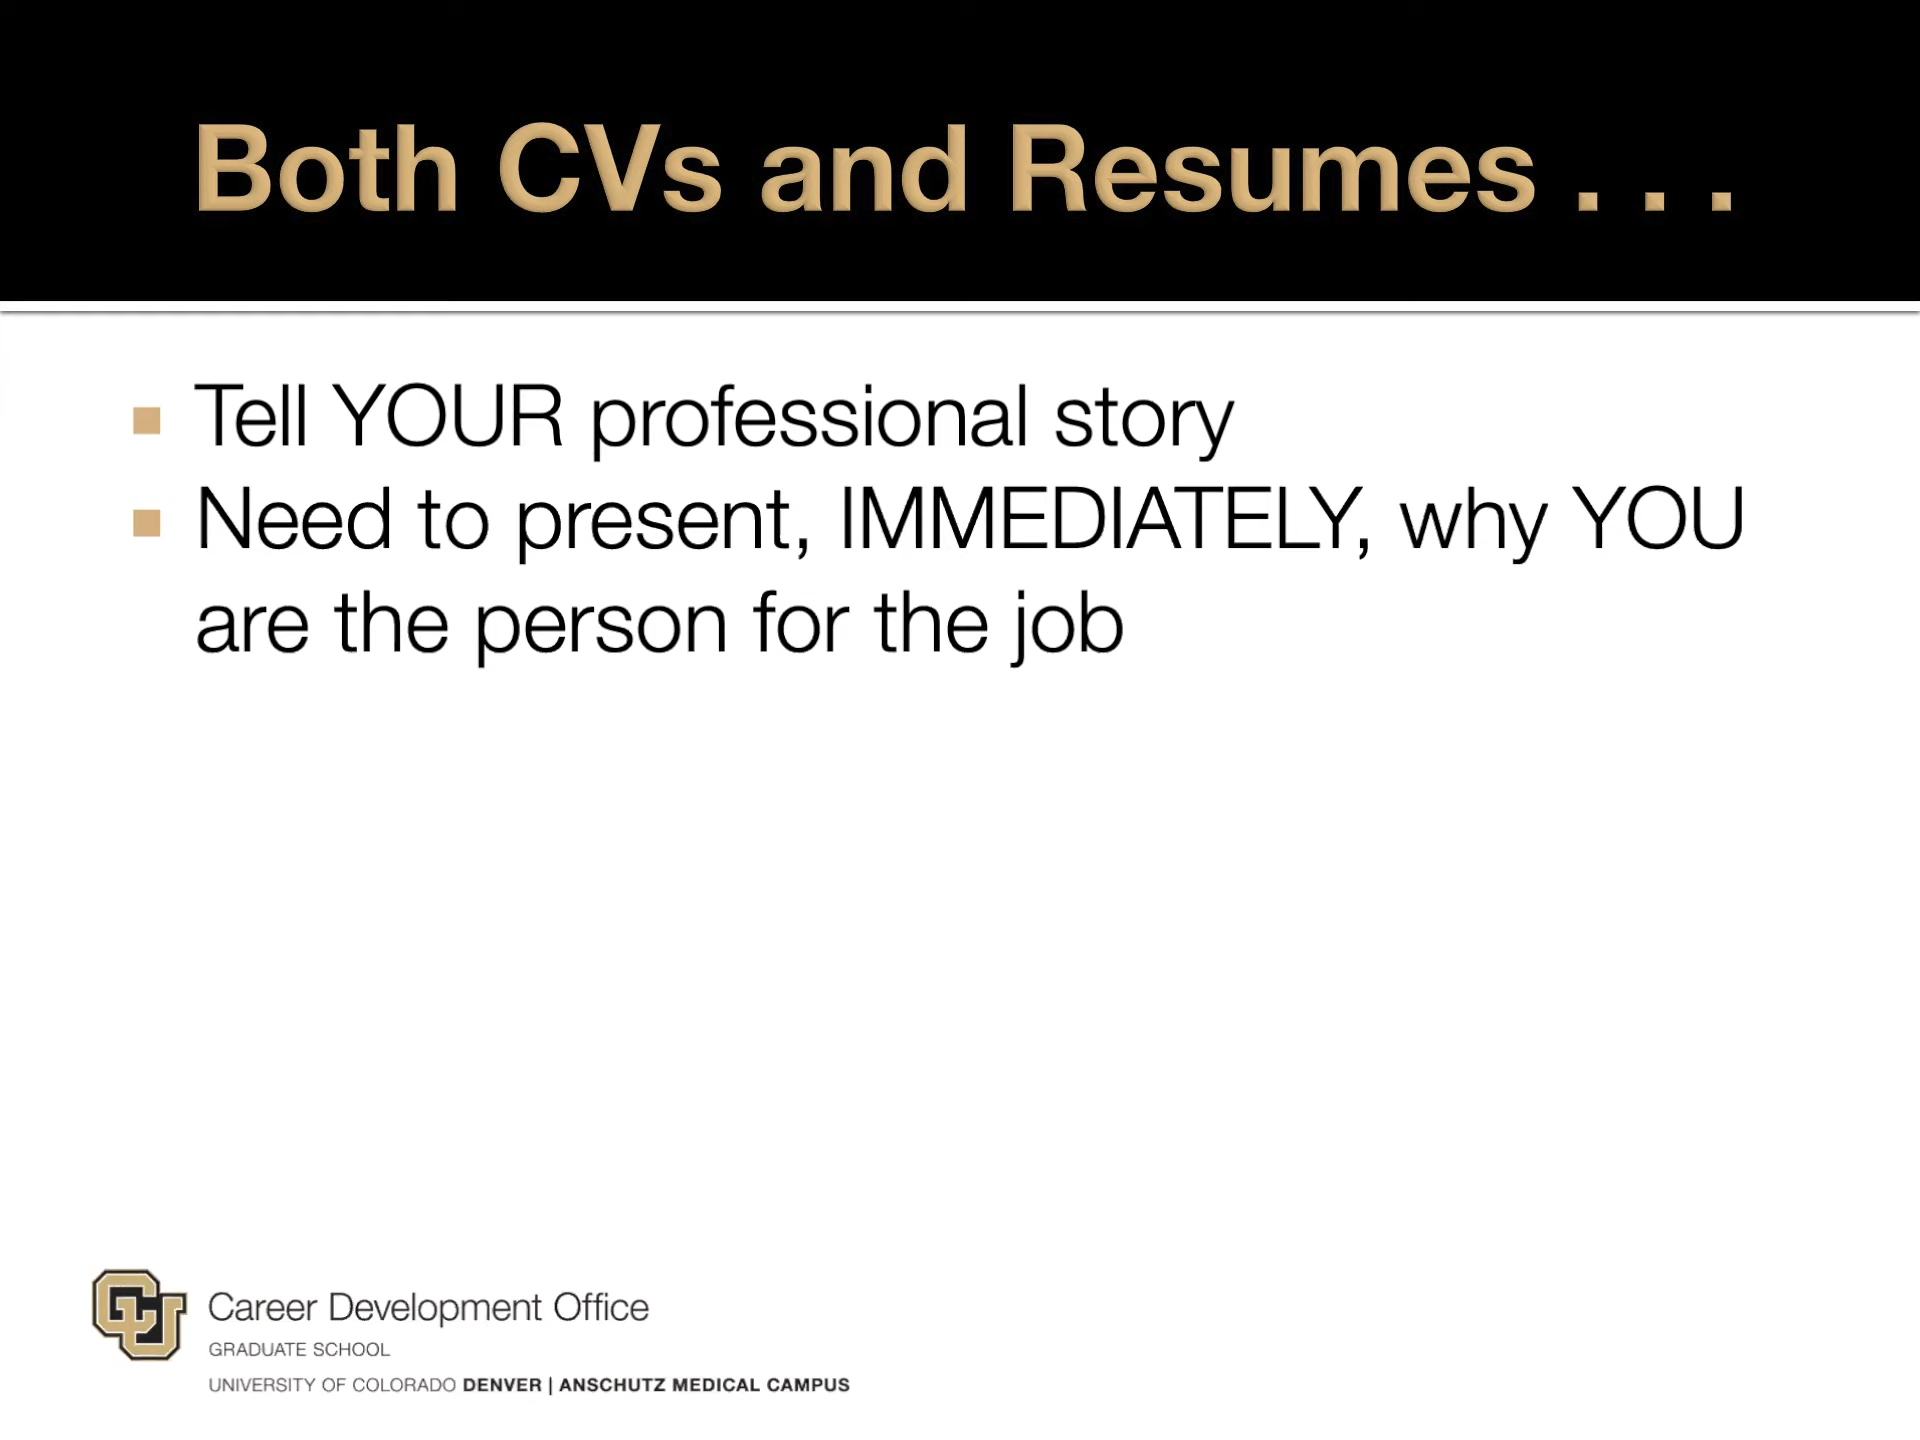 Both CVs and Resumes . . .
Tell YOUR professional story
Need to present, IMMEDIATELY, why YOU
are the person for the job
CU
Career Development Office
GRADUATE SCHOOL
UNIVERSITY OF COLORADO DENVER | ANSCHUTZ MEDICAL CAMPUS